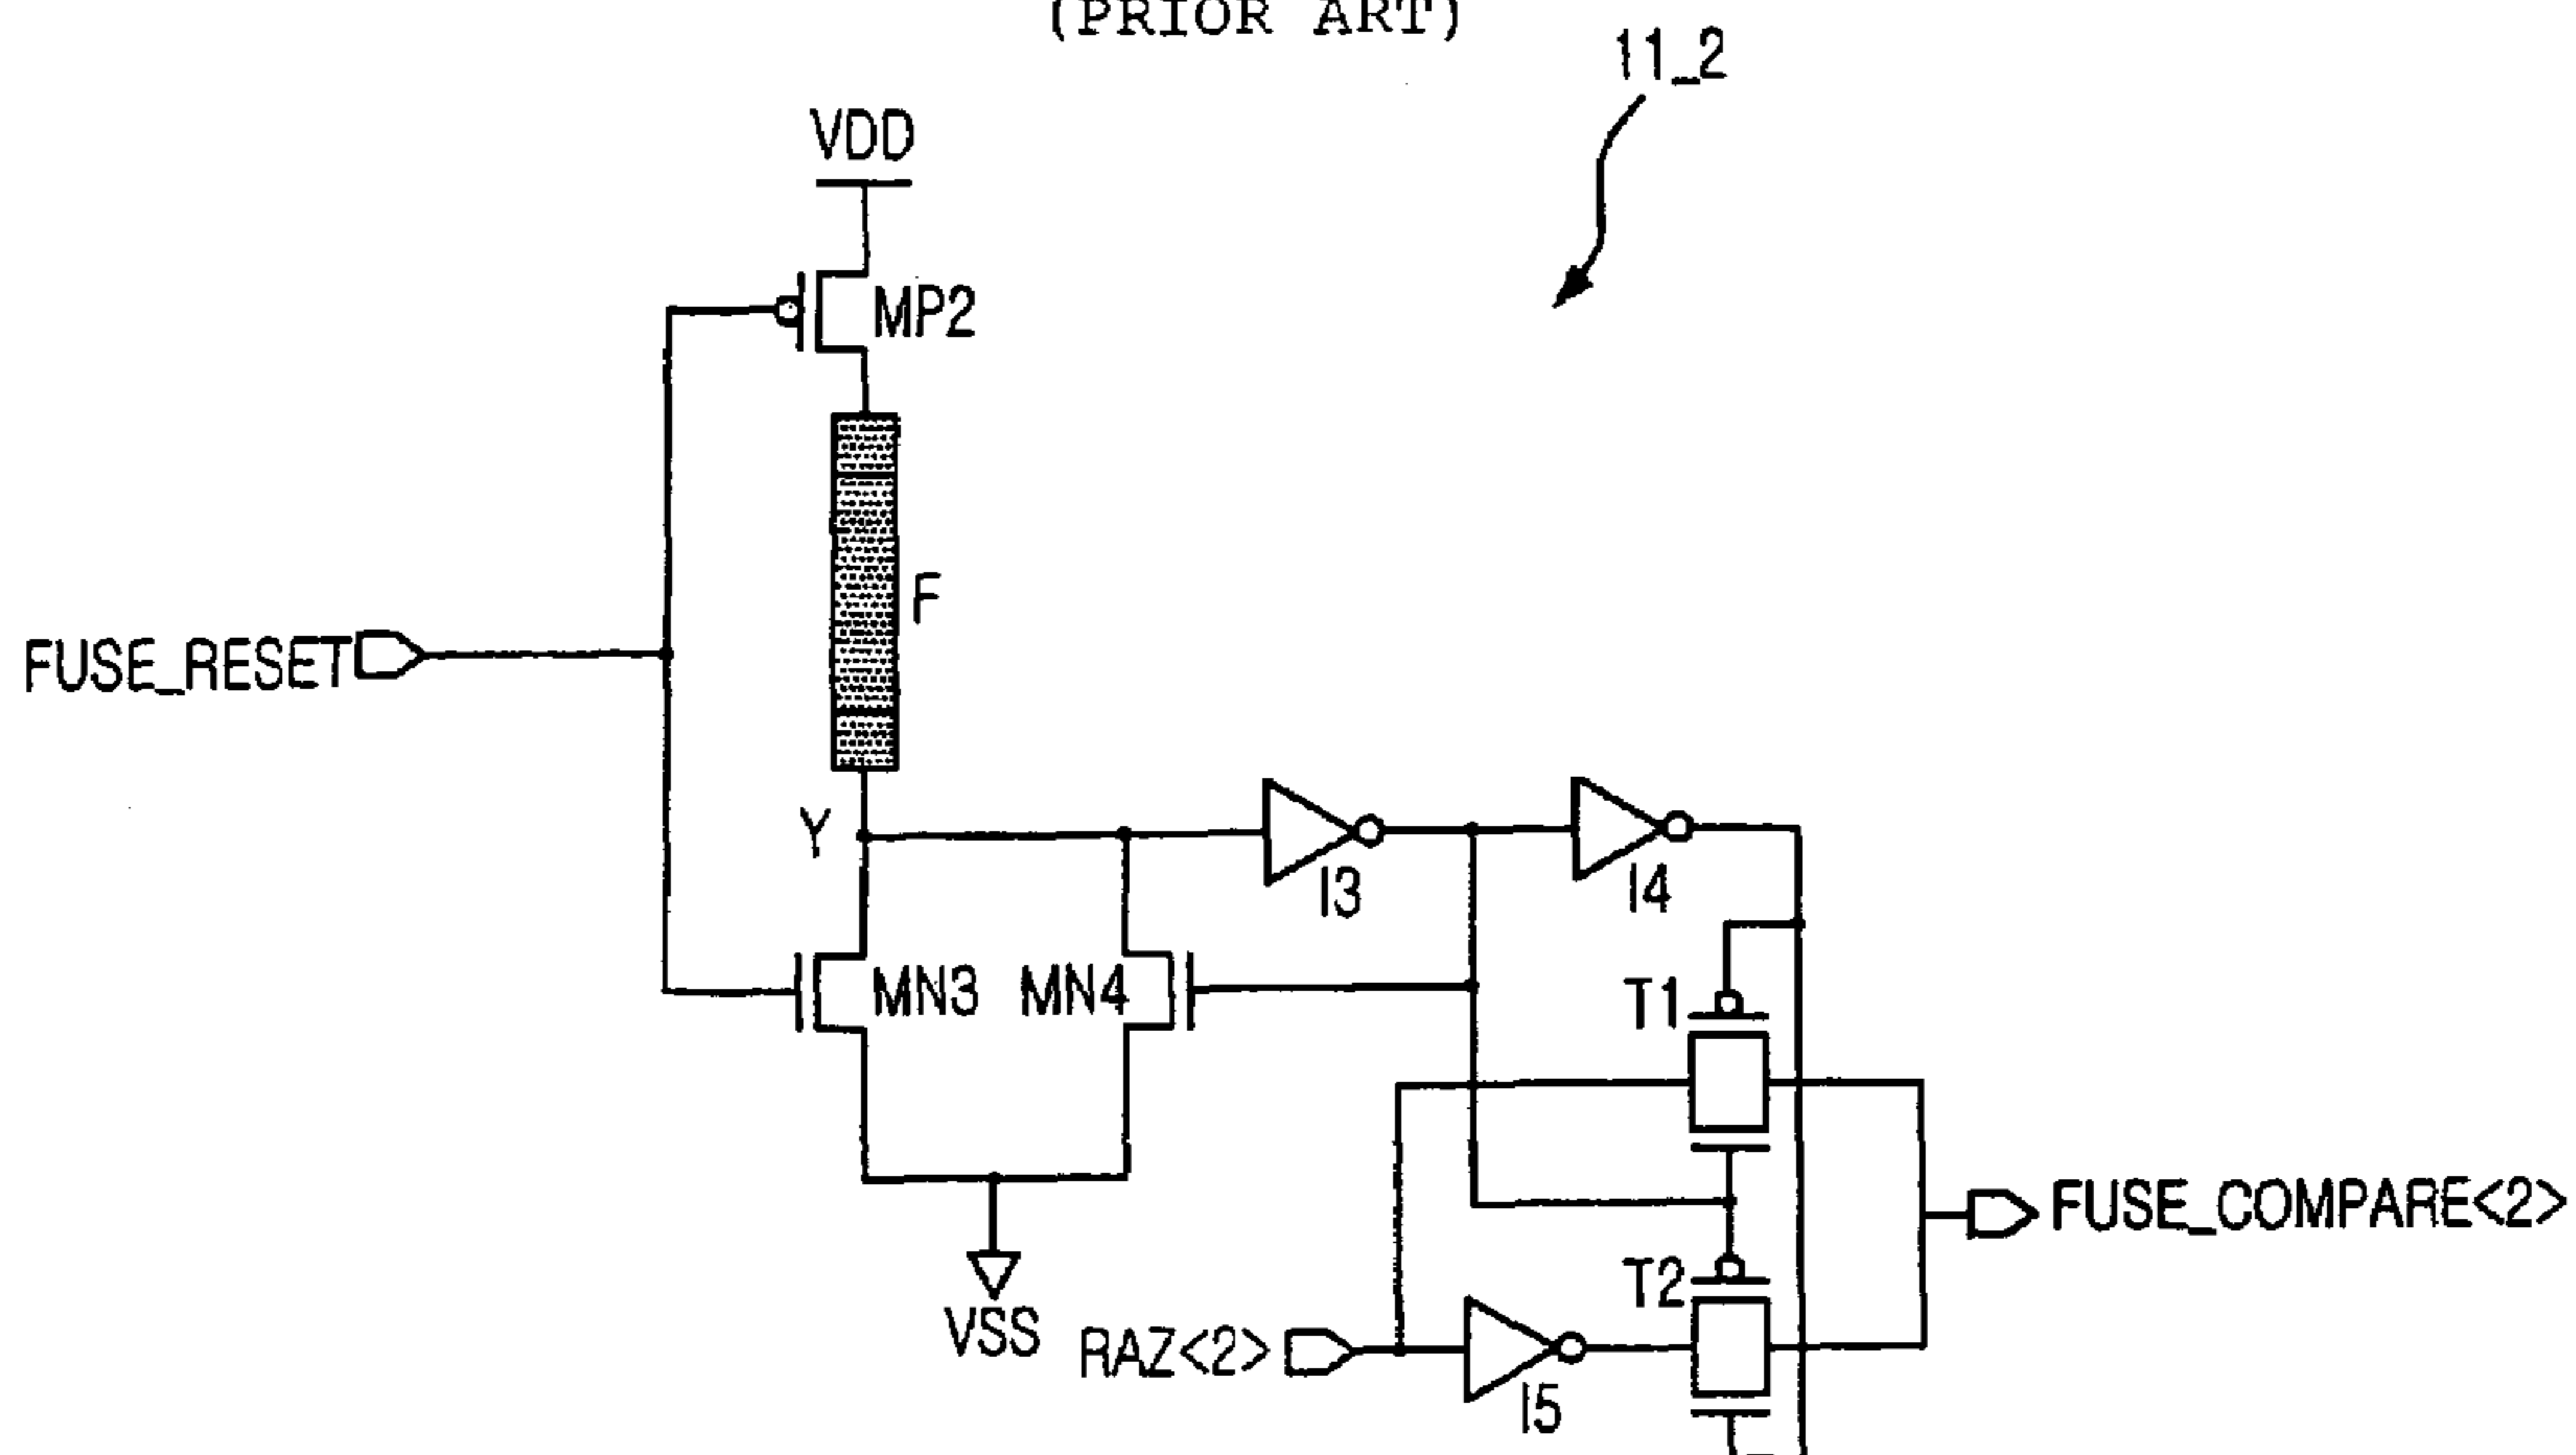 (PRIOR ART)
11_2
VDD
MP2
F
FUSE_RESET
Y
I3
I4
MN3
MN4
T1
FUSE_COMPARE<2>
T2
VSS
RAZ<2>
I5